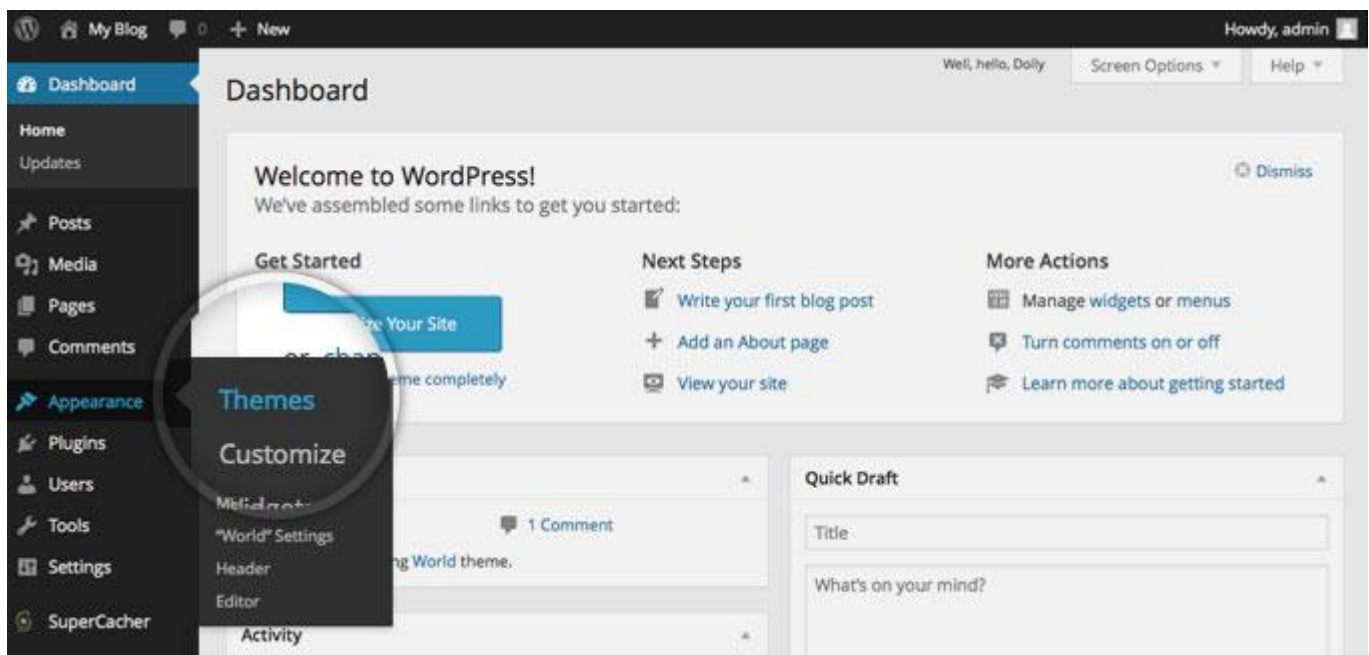 My Blog 0 + New Howdy, admin
Dashboard
Home
Updates
Posts
Media
Pages
Comments
Appearance
Plugins
Users
Tools
Settings
SuperCacher
Themes
Customize
"World" Settings
Header
Editor
Well, hello, Dolly Screen Options Help
Dashboard
Welcome to WordPress!
Dismiss
We've assembled some links to get you started:
Get Started
Your Site
completely
Next Steps
Write your first blog post
Add an About page
View your site
More Actions
Manage widgets or menus
Turn comments on or off
Learn more about getting started
1 Comment
World theme.
Activity
Quick Draft
Title
What's on your mind?